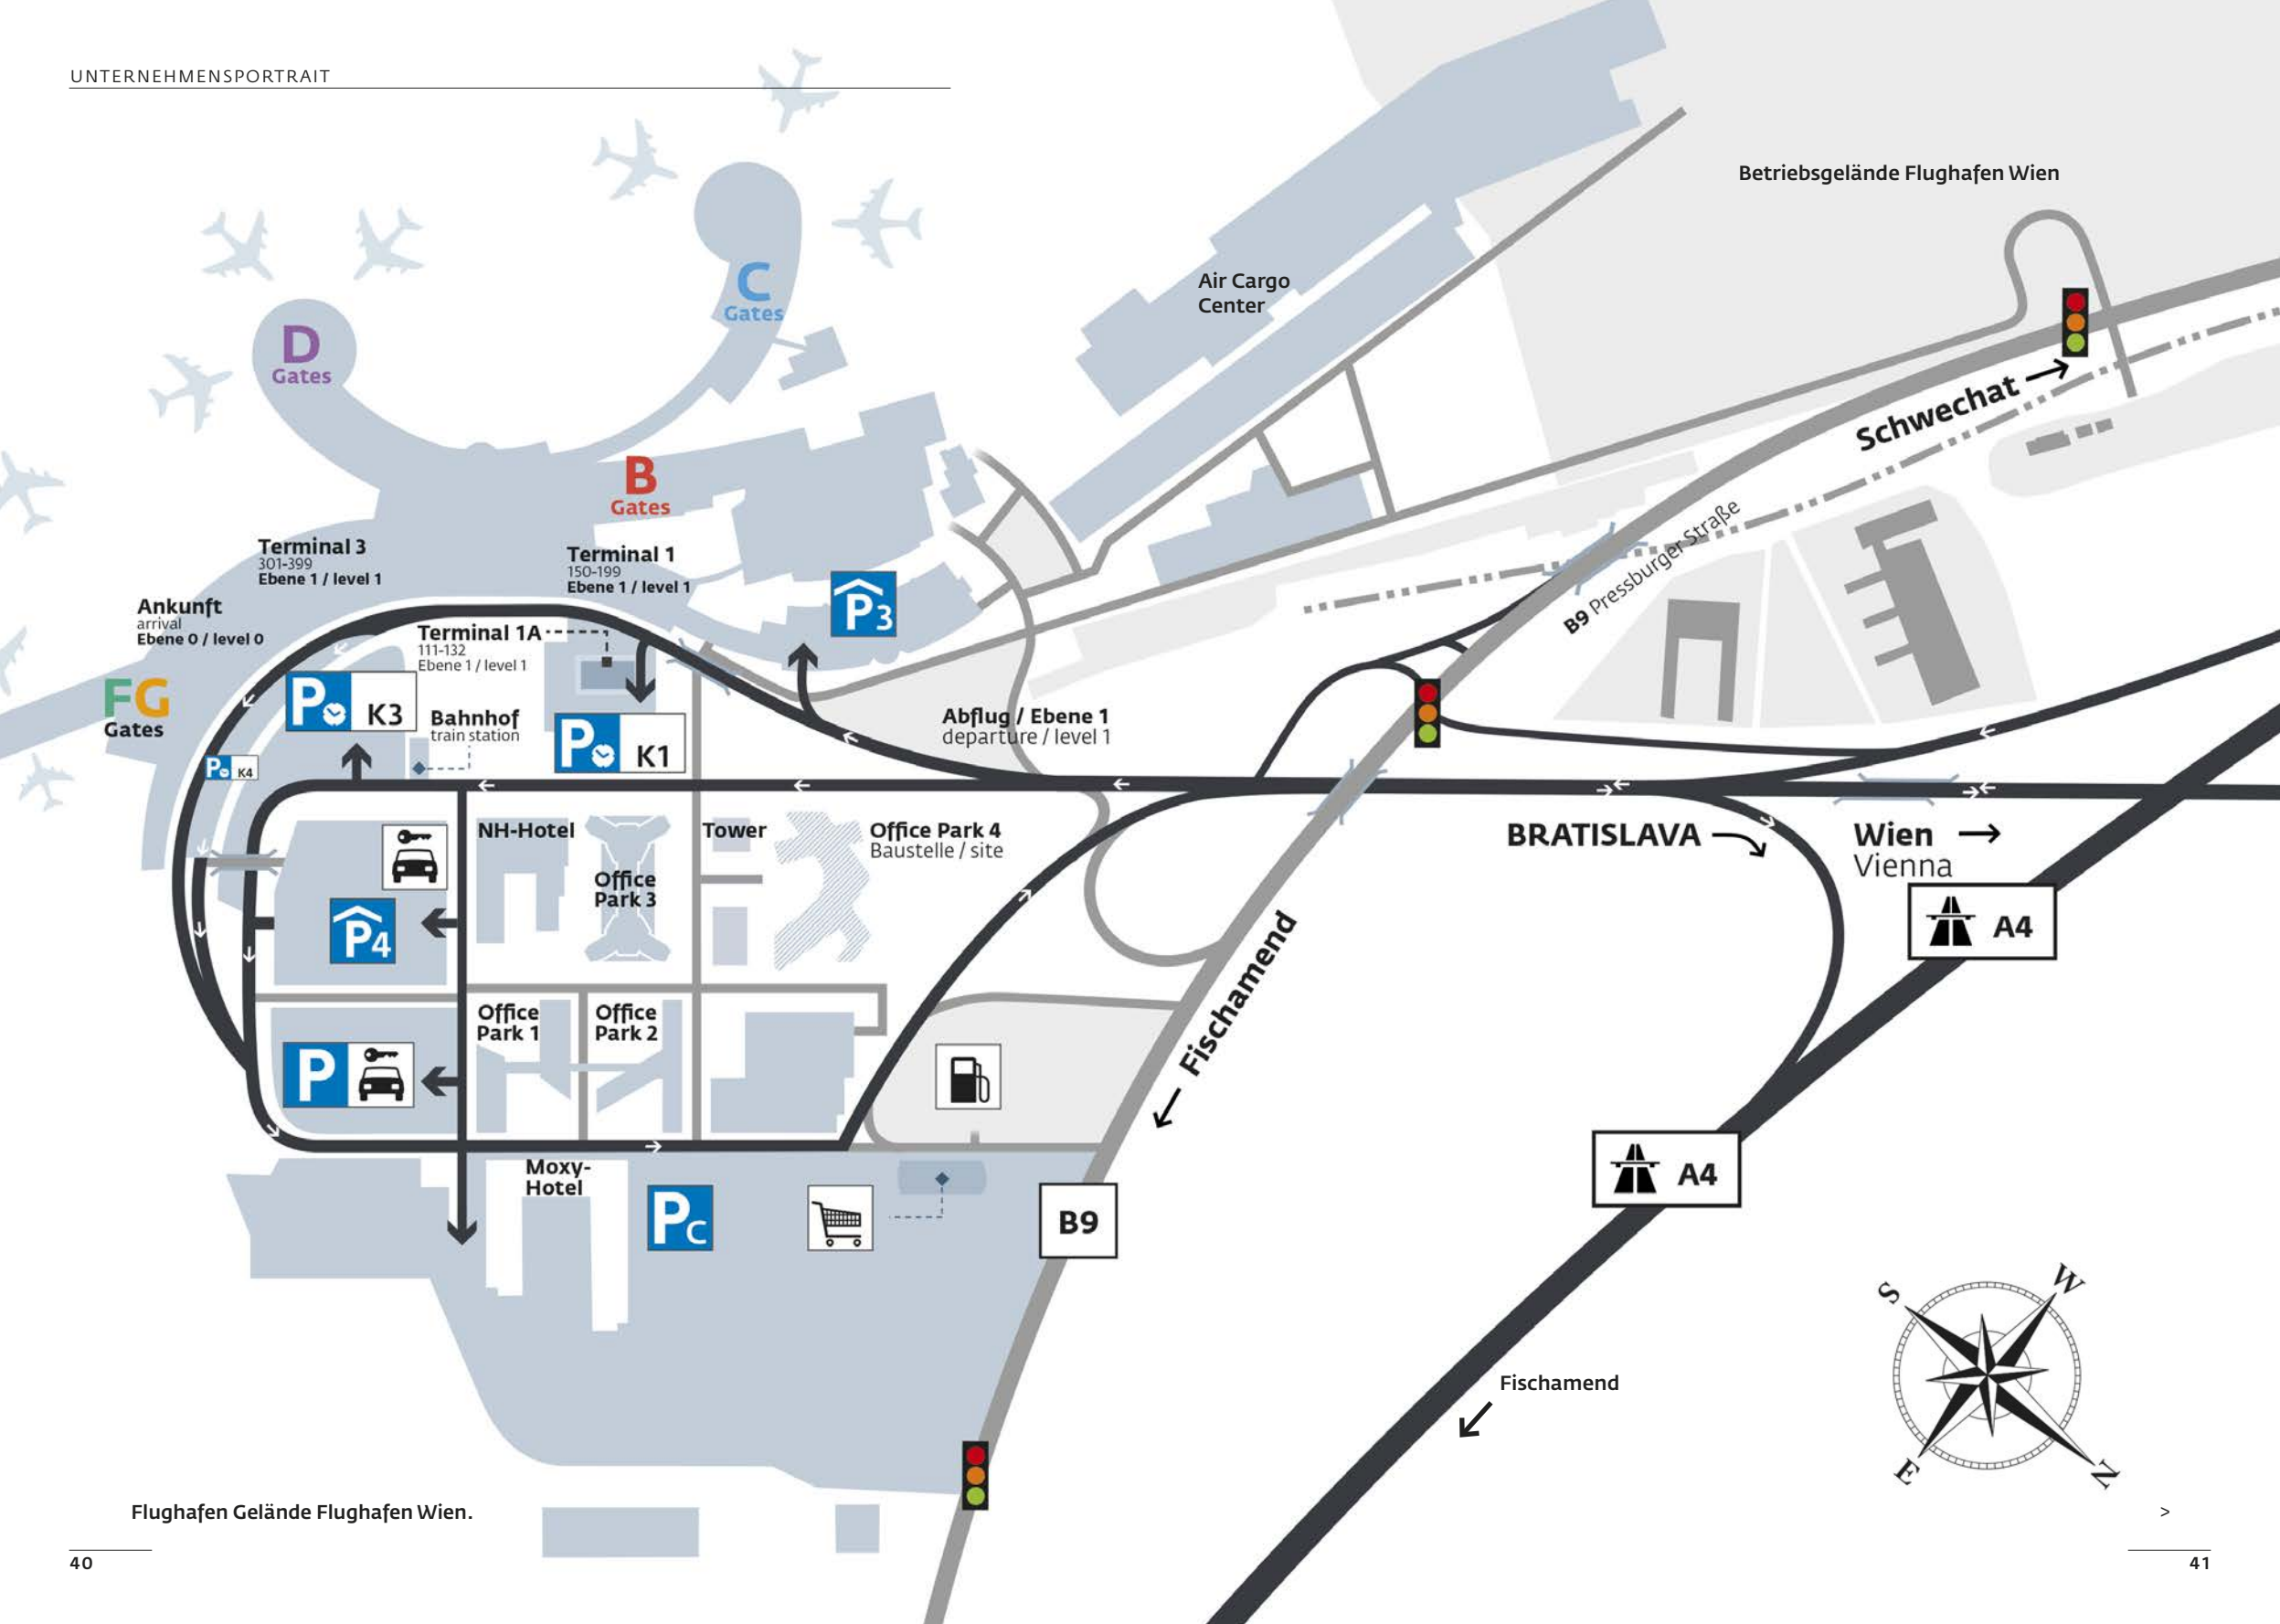 UNTERNEHMENSPORTRAIT
Betriebsgelände Flughafen Wien
C
Gates
Air Cargo
Center
D
Gates
Schwechat
B
Gates
B9 Pressburger Straße
Terminal 3
301-399
Ebene 1 / level 1
Terminal 1
150-199
Ebene 1 / level 1
P3
Ankunft
arrival
Ebene 0 / level 0
Terminal 1A
111-132
Ebene 1 / level 1
FG
Gates
P K3
Bahnhof
train station
P K1
Abflug / Ebene 1
departure / level 1
P K4
NH-Hotel
Tower
Office Park 4
Baustelle / site
BRATISLAVA
Wien
Vienna
Office
Park 3
A4
P4
Fischamend
Office
Park 1
Office
Park 2
P
A4
Moxy-
Hotel
PC
B9
Fischamend
S
W
E
N
Flughafen Gelände Flughafen Wien.
>
40
41